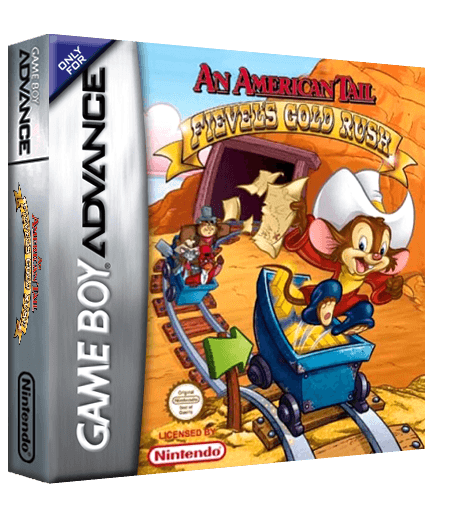 GAME BOY
ADVANCE
Nintendo
ONLY
FOR
GAME BOY ADVANCE
AN AMERICAN TAIL
FIEVEL'S GOLD RUSH
Original
Nintendo
Seal of
Quality
LICENSED BY
Nintendo